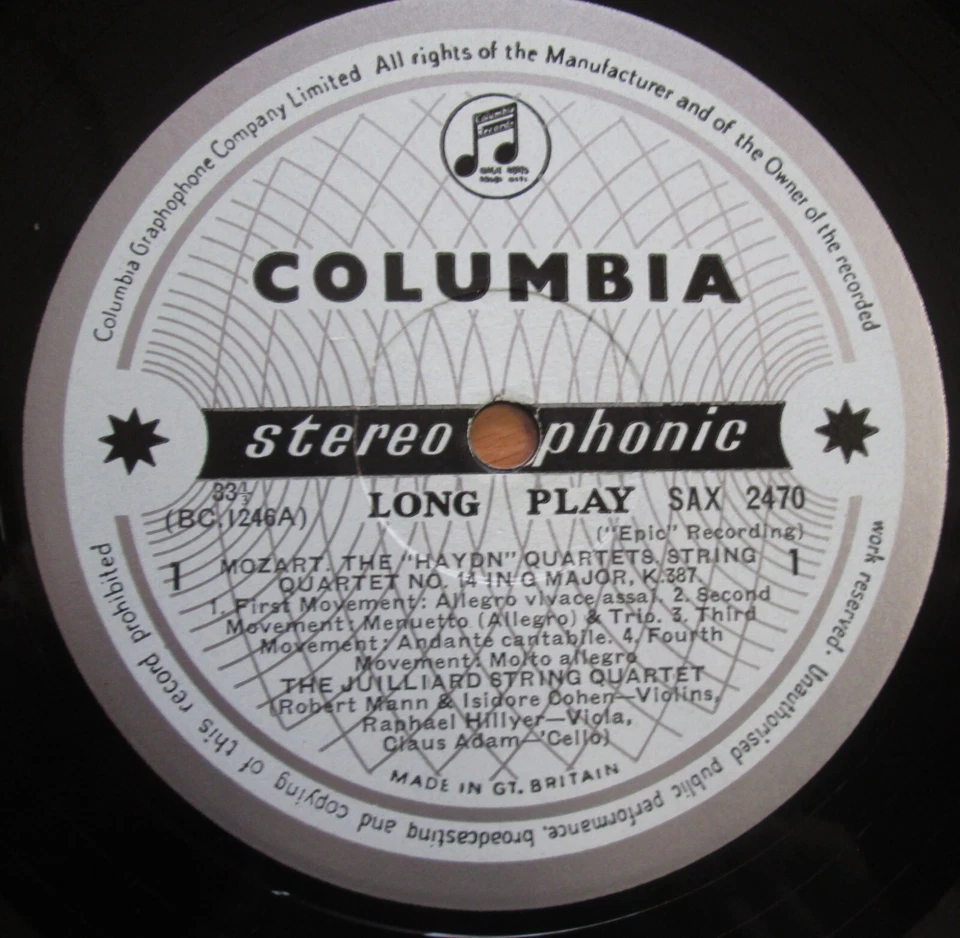 Columbia Graphophone Company Limited All rights of the Manufacturer and of the Owner of the recorded
work reserved. Unauthorised public performance, broadcasting and copying of this record prohibited
Columbia
Records
COLUMBIA
stereo phonic
33⅓ LONG PLAY SAX 2470
(BC.1246A) ("Epic" Recording)
1 MOZART. THE "HAYDN" QUARTETS. STRING 1
QUARTET NO. 14 IN G MAJOR, K.387
1. First Movement: Allegro vivace assai. 2. Second
Movement: Menuetto (Allegro) & Trio. 3. Third
Movement: Andante cantabile. 4. Fourth
Movement: Molto allegro
THE JUILLIARD STRING QUARTET
(Robert Mann & Isidore Cohen—Violins,
Raphael Hillyer—Viola,
Claus Adam—'Cello)
MADE IN GT. BRITAIN